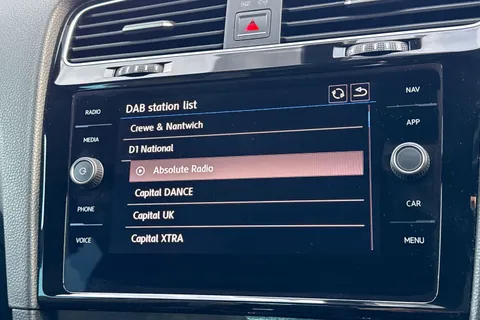 DAB station list
Crewe & Nantwich
D1 National
Absolute Radio
Capital DANCE
Capital UK
Capital XTRA
RADIO
MEDIA
PHONE
VOICE
NAV
APP
CAR
MENU